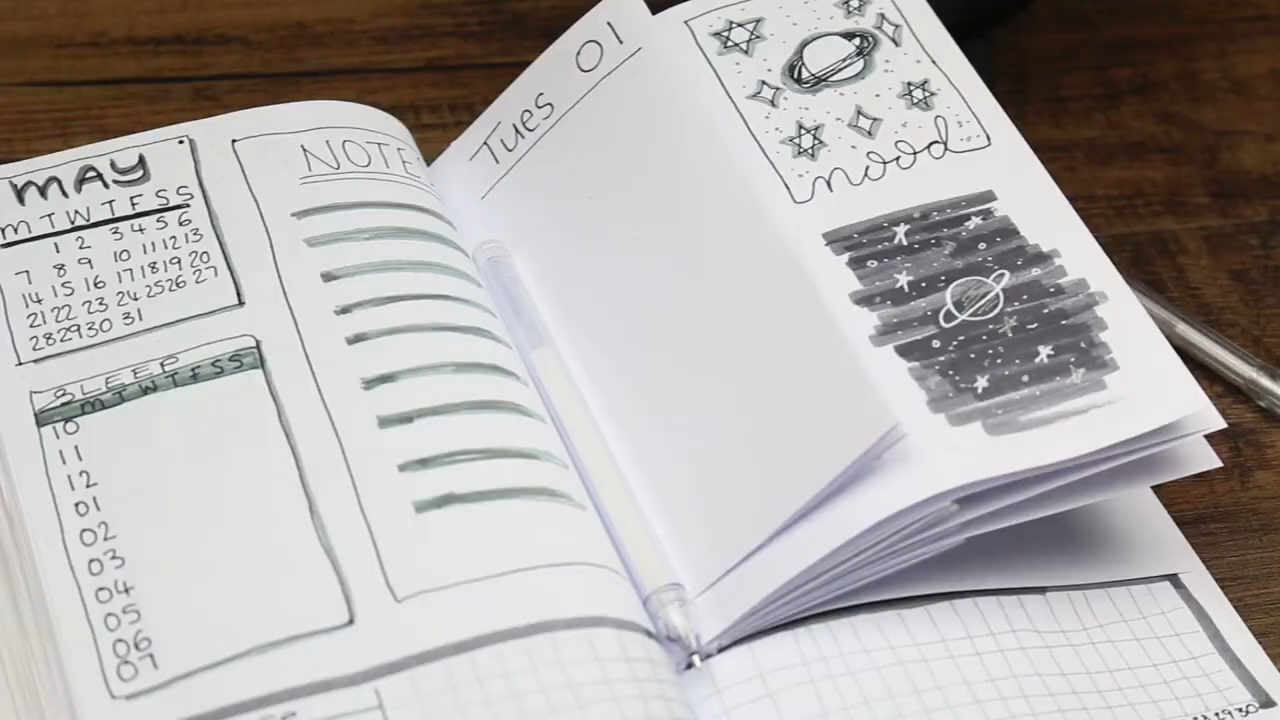 MAY
M T W T F S S
1 2 3 4 5 6
7 8 9 10 11 12 13
14 15 16 17 18 19 20
21 22 23 24 25 26 27
28 29 30 31
SLEEP
M T W T F S S
10
11
12
01
02
03
04
05
06
07
NOTE
Tues 01
mood
2930